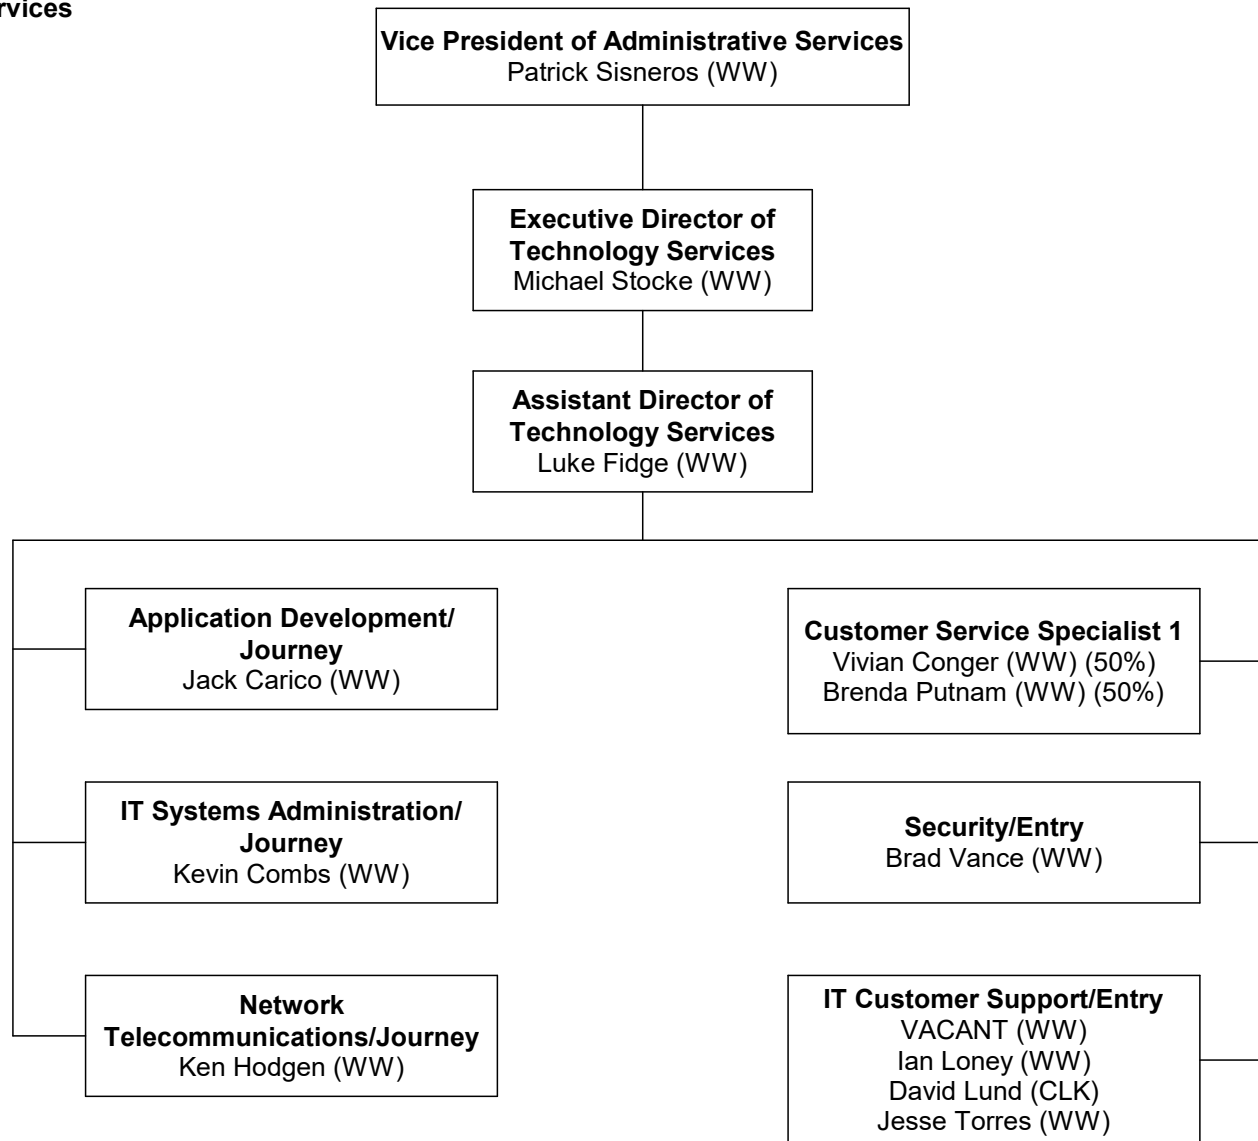 Vice President of Administrative Services
Patrick Sisneros (WW)
Executive Director of
Technology Services
Michael Stocke (WW)
Assistant Director of
Technology Services
Luke Fidge (WW)
Application Development/
Journey
Jack Carico (WW)
Customer Service Specialist 1
Vivian Conger (WW) (50%)
Brenda Putnam (WW) (50%)
IT Systems Administration/
Journey
Kevin Combs (WW)
Security/Entry
Brad Vance (WW)
Network
Telecommunications/Journey
Ken Hodgen (WW)
IT Customer Support/Entry
VACANT (WW)
Ian Loney (WW)
David Lund (CLK)
Jesse Torres (WW)